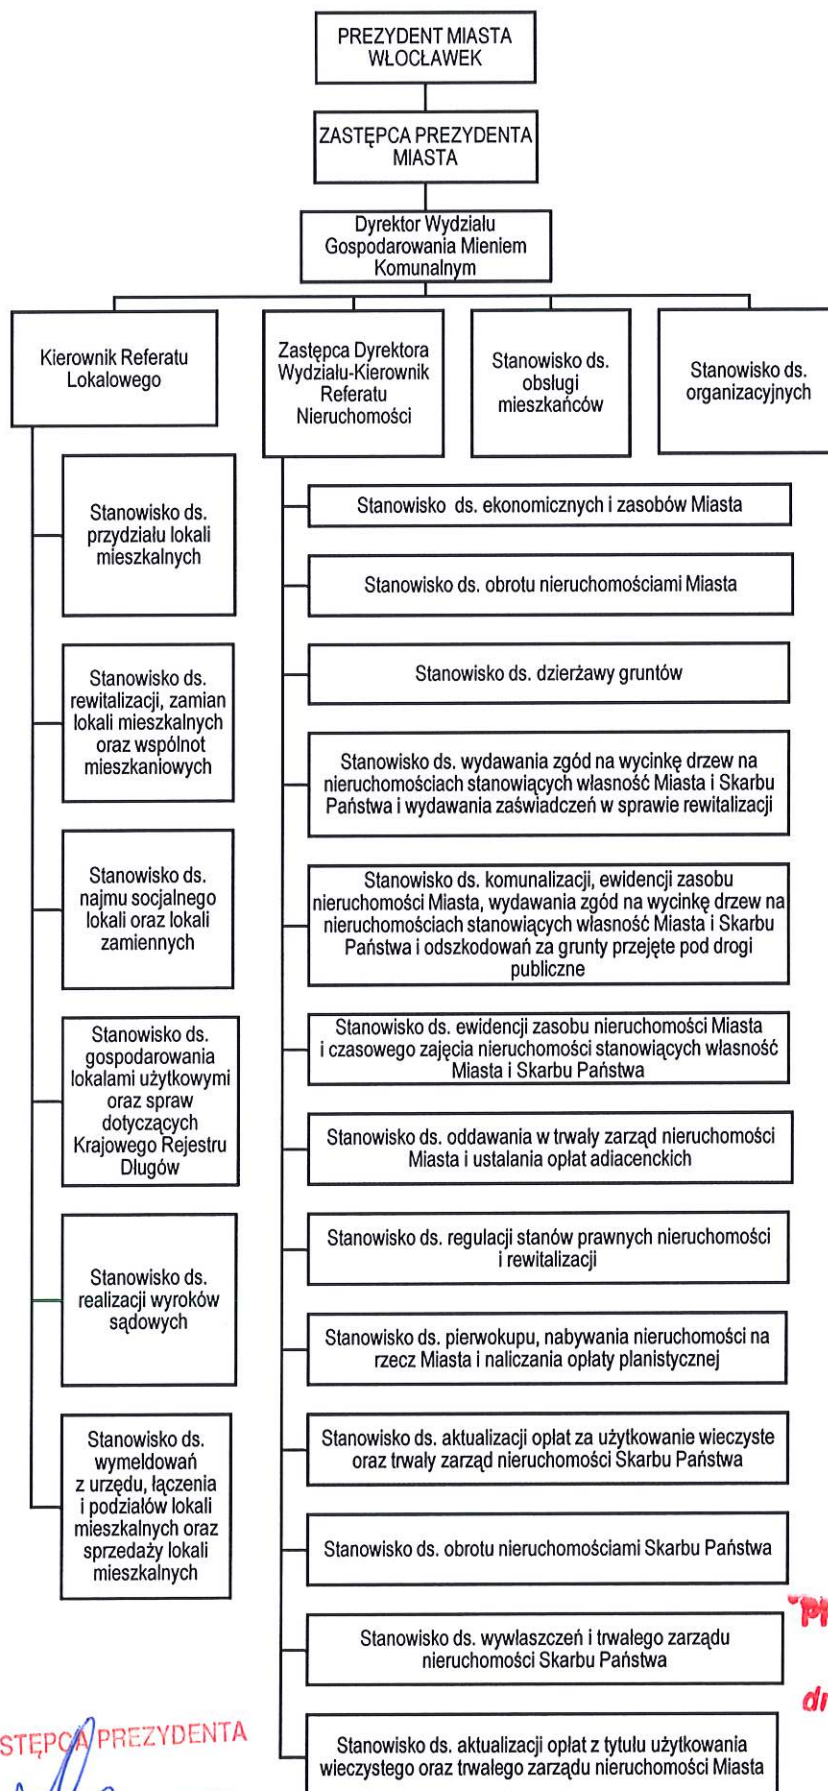 PREZYDENT MIASTA
WŁOCŁAWEK
ZASTĘPCA PREZYDENTA
MIASTA
Dyrektor Wydziału
Gospodarowania Mieniem
Komunalnym
Kierownik Referatu
Lokalowego
Zastępca Dyrektora
Wydziału-Kierownik
Referatu
Nieruchomości
Stanowisko ds.
obsługi
mieszkańców
Stanowisko ds.
organizacyjnych
Stanowisko ds.
przydziału lokali
mieszkalnych
Stanowisko ds.
rewitalizacji, zamian
lokali mieszkalnych
oraz wspólnot
mieszkaniowych
Stanowisko ds.
najmu socjalnego
lokali oraz lokali
zamiennych
Stanowisko ds.
gospodarowania
lokalami użytkowymi
oraz spraw
dotyczących
Krajowego Rejestru
Długów
Stanowisko ds.
realizacji wyroków
sądowych
Stanowisko ds.
wymeldowań
z urzędu, łączenia
i podziałów lokali
mieszkalnych oraz
sprzedaży lokali
mieszkalnych
Stanowisko ds. ekonomicznych i zasobów Miasta
Stanowisko ds. obrotu nieruchomościami Miasta
Stanowisko ds. dzierżawy gruntów
Stanowisko ds. wydawania zgód na wycinkę drzew na
nieruchomościach stanowiących własność Miasta i Skarbu
Państwa i wydawania zaświadczeń w sprawie rewitalizacji
Stanowisko ds. komunalizacji, ewidencji zasobu
nieruchomości Miasta, wydawania zgód na wycinkę drzew na
nieruchomościach stanowiących własność Miasta i Skarbu
Państwa i odszkodowań za grunty przejęte pod drogi
publiczne
Stanowisko ds. ewidencji zasobu nieruchomości Miasta
i czasowego zajęcia nieruchomości stanowiących własność
Miasta i Skarbu Państwa
Stanowisko ds. oddawania w trwały zarząd nieruchomości
Miasta i ustalania opłat adiacenckich
Stanowisko ds. regulacji stanów prawnych nieruchomości
i rewitalizacji
Stanowisko ds. pierwokupu, nabywania nieruchomości na
rzecz Miasta i naliczania opłaty planistycznej
Stanowisko ds. aktualizacji opłat za użytkowanie wieczyste
oraz trwały zarząd nieruchomości Skarbu Państwa
Stanowisko ds. obrotu nieruchomościami Skarbu Państwa
Stanowisko ds. wywłaszczeń i trwałego zarządu
nieruchomości Skarbu Państwa
Stanowisko ds. aktualizacji opłat z tytułu użytkowania
wieczystego oraz trwałego zarządu nieruchomości Miasta
STĘPCA PREZYDENTA
dr